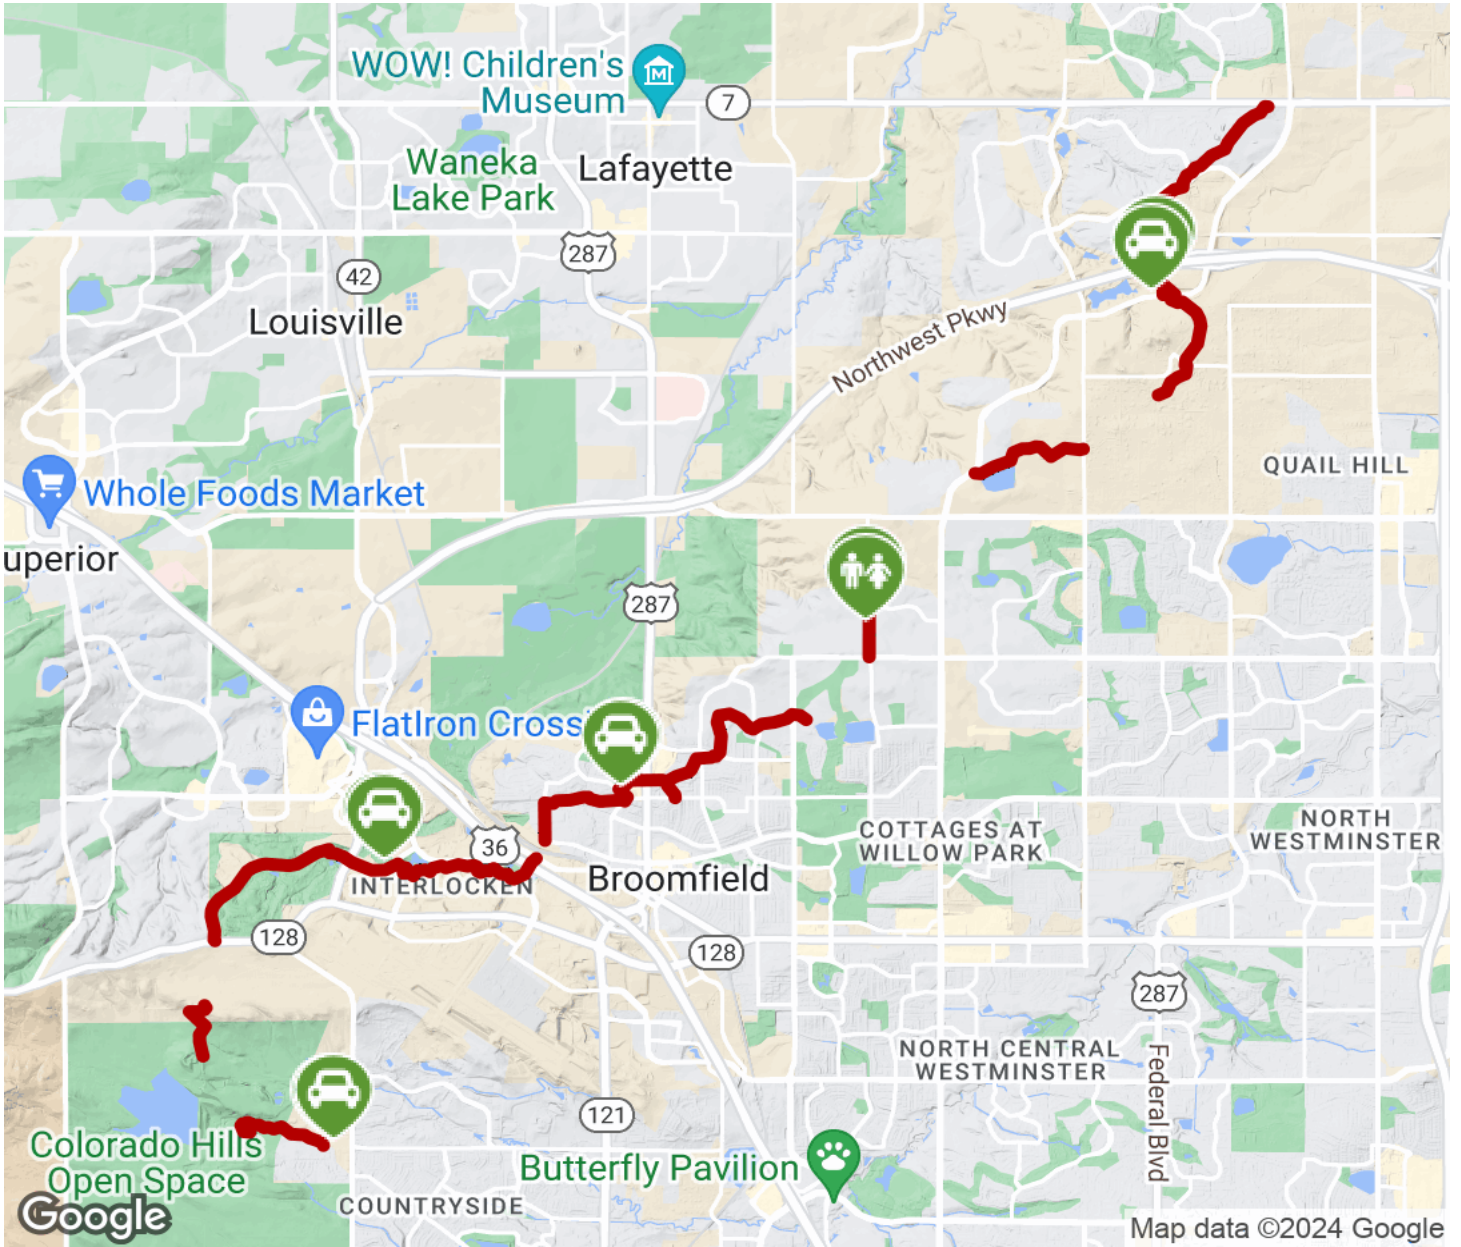 WOW! Children's
Museum
7
Waneka
Lake Park
Lafayette
287
42
Louisville
Northwest Pkwy
QUAIL HILL
Whole Foods Market
uperior
287
FlatIron Crossi
NORTH
WESTMINSTER
COTTAGES AT
WILLOW PARK
36
INTERLOCKEN
Broomfield
128
128
287
NORTH CENTRAL
WESTMINSTER
Federal Blvd
121
Colorado Hills
Open Space
Butterfly Pavilion
COUNTRYSIDE
Google
Map data ©2024 Google